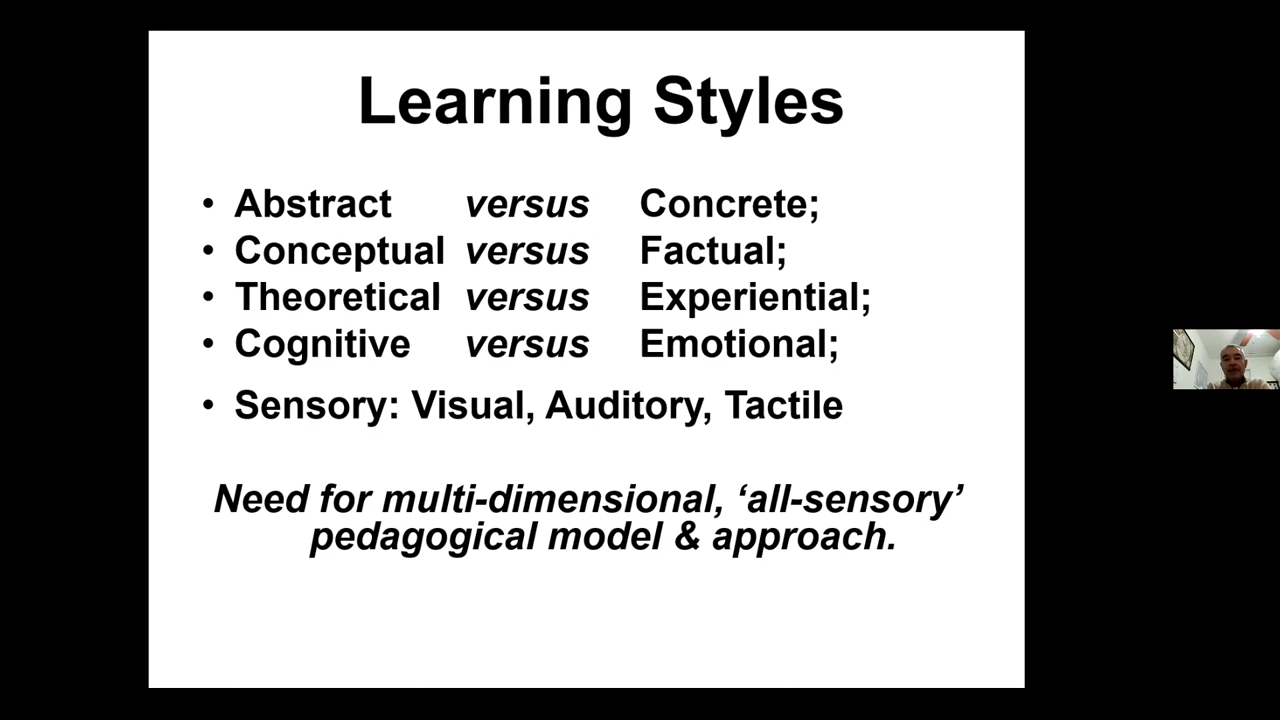 Learning Styles
• Abstract versus Concrete;
• Conceptual versus Factual;
• Theoretical versus Experiential;
• Cognitive versus Emotional;
• Sensory: Visual, Auditory, Tactile
Need for multi-dimensional, ‘all-sensory’
pedagogical model & approach.